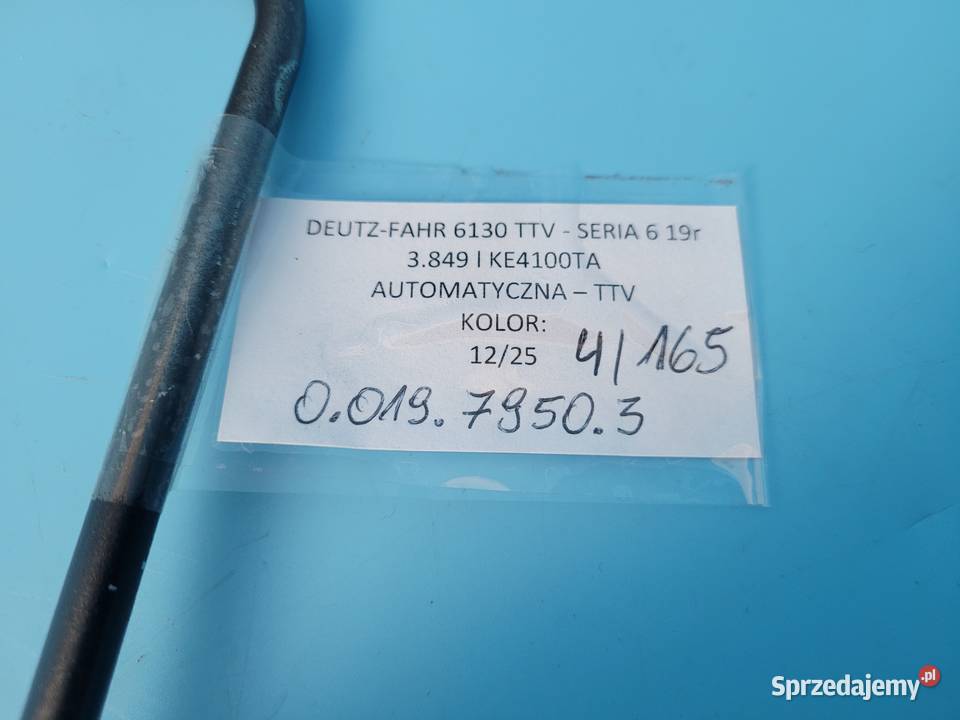 DEUTZ-FAHR 6130 TTV - SERIA 6 19r
3.849 l KE4100TA
AUTOMATYCZNA – TTV
KOLOR:
12/25 4/165
0.019.7950.3
Sprzedajemy.pl